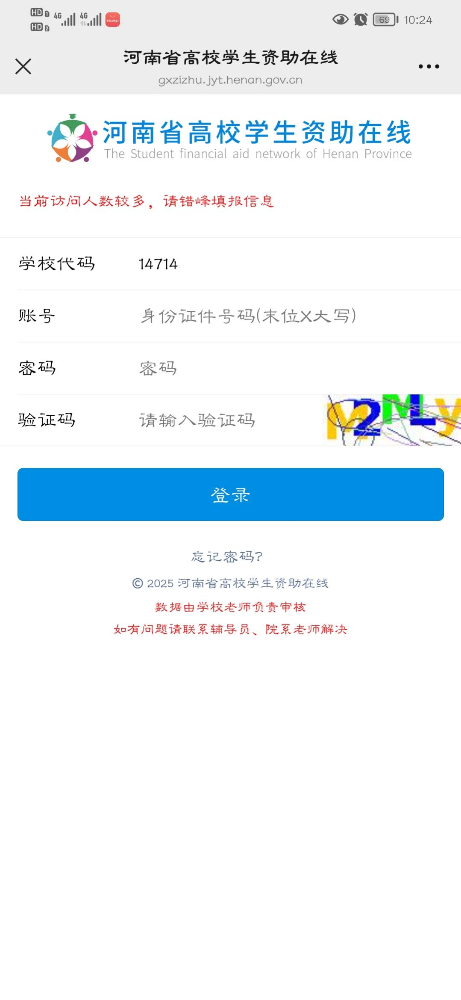 HD 1 4G 4G HUAWEI 69 10:24
HD 2
河南省高校学生资助在线
gxzizhu.jyt.henan.gov.cn
河南省高校学生资助在线
The Student financial aid network of Henan Province
当前访问人数较多，请错峰填报信息
学校代码 14714
账号 身份证件号码(末位X大写)
密码 密码
验证码 请输入验证码
登录
忘记密码?
© 2025 河南省高校学生资助在线
数据由学校老师负责审核
如有问题请联系辅导员、院系老师解决